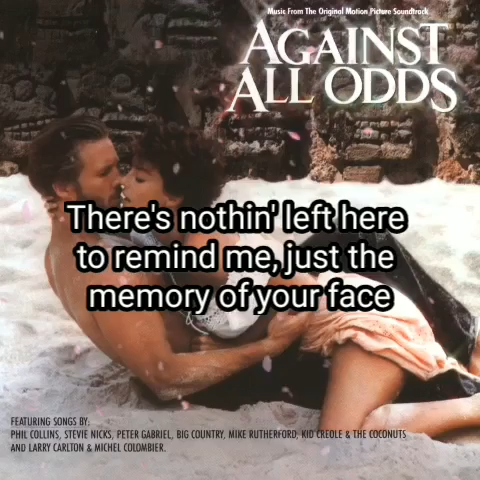 Music From The Original Motion Picture Soundtrack
AGAINST
ALL ODDS
There's nothin' left here
to remind me, just the
memory of your face
FEATURING SONGS BY:
PHIL COLLINS, STEVIE NICKS, PETER GABRIEL, BIG COUNTRY, MIKE RUTHERFORD, KID CREOLE & THE COCONUTS
AND LARRY CARLTON & MICHEL COLOMBIER.